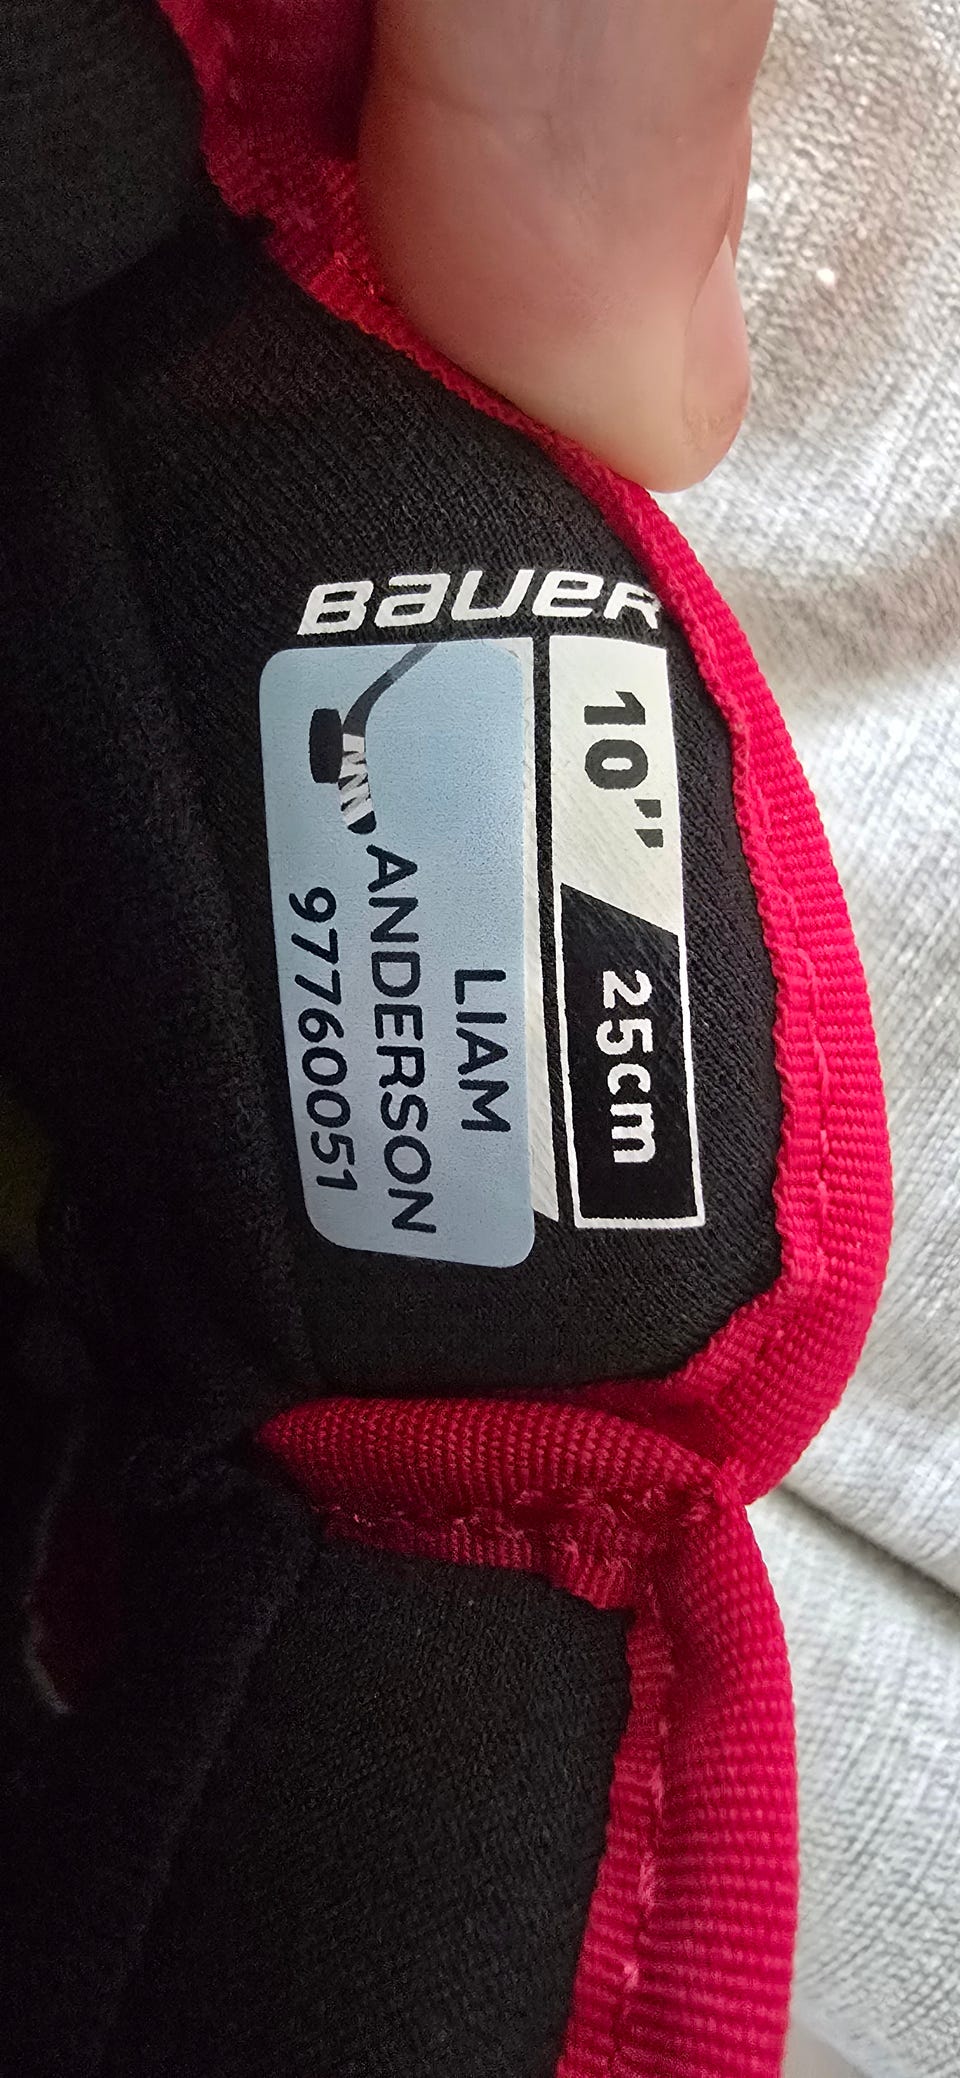 BAUER
10"
25cm
LIAM
ANDERSON
97760051